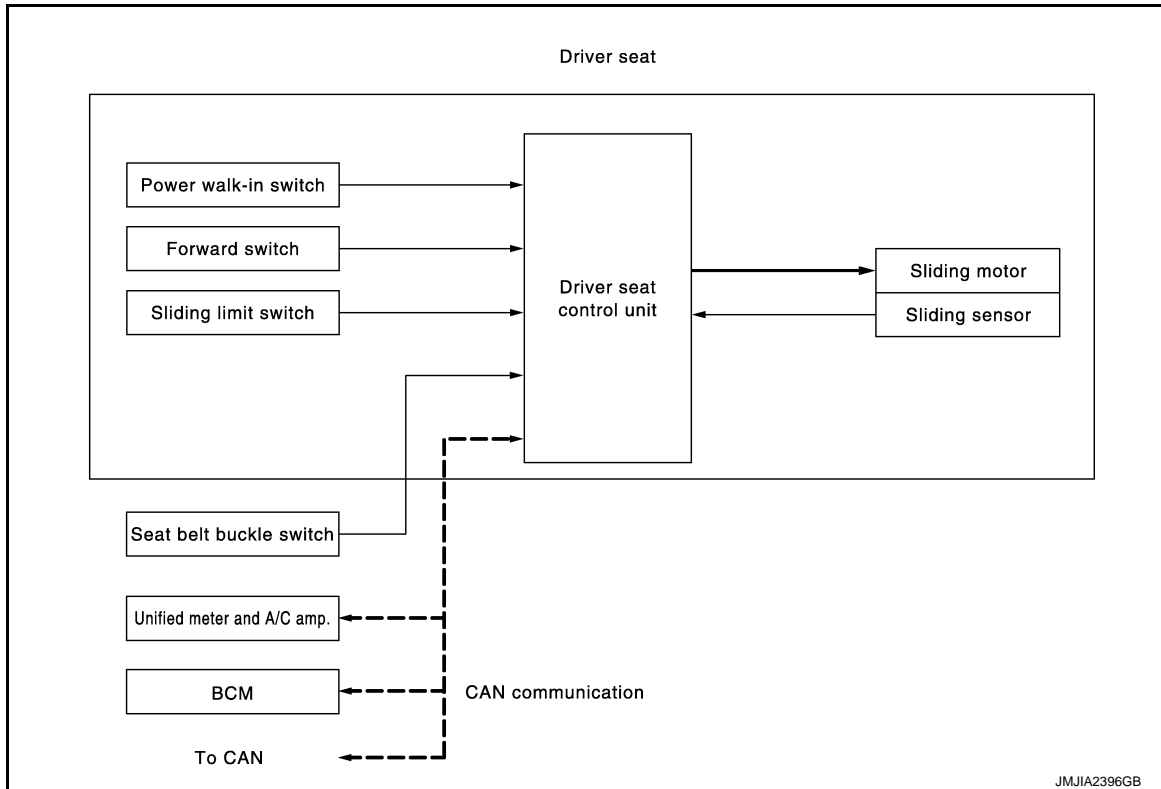 Driver seat
Power walk-in switch
Forward switch
Sliding limit switch
Driver seat
control unit
Sliding motor
Sliding sensor
Seat belt buckle switch
Unified meter and A/C amp.
BCM
CAN communication
To CAN
JMJIA2396GB